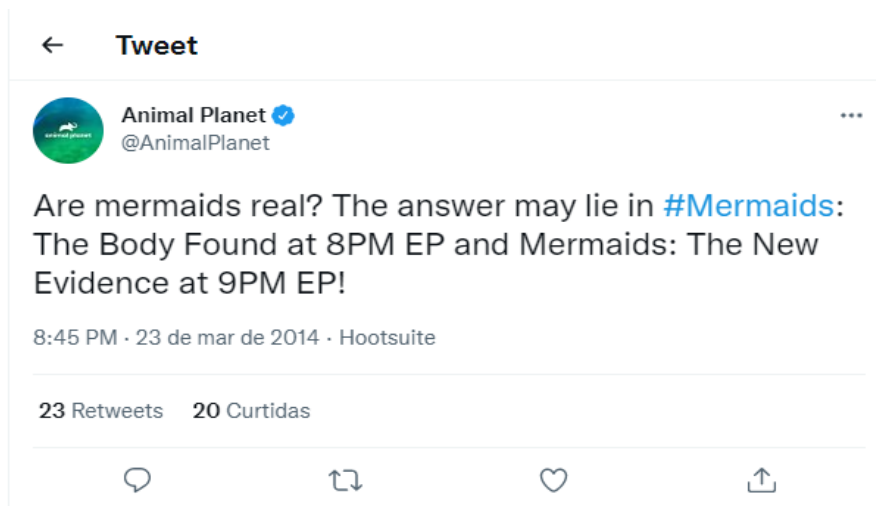 Tweet
Animal Planet
@AnimalPlanet
animal planet
Are mermaids real? The answer may lie in #Mermaids:
The Body Found at 8PM EP and Mermaids: The New
Evidence at 9PM EP!
8:45 PM · 23 de mar de 2014 · Hootsuite
23 Retweets 20 Curtidas